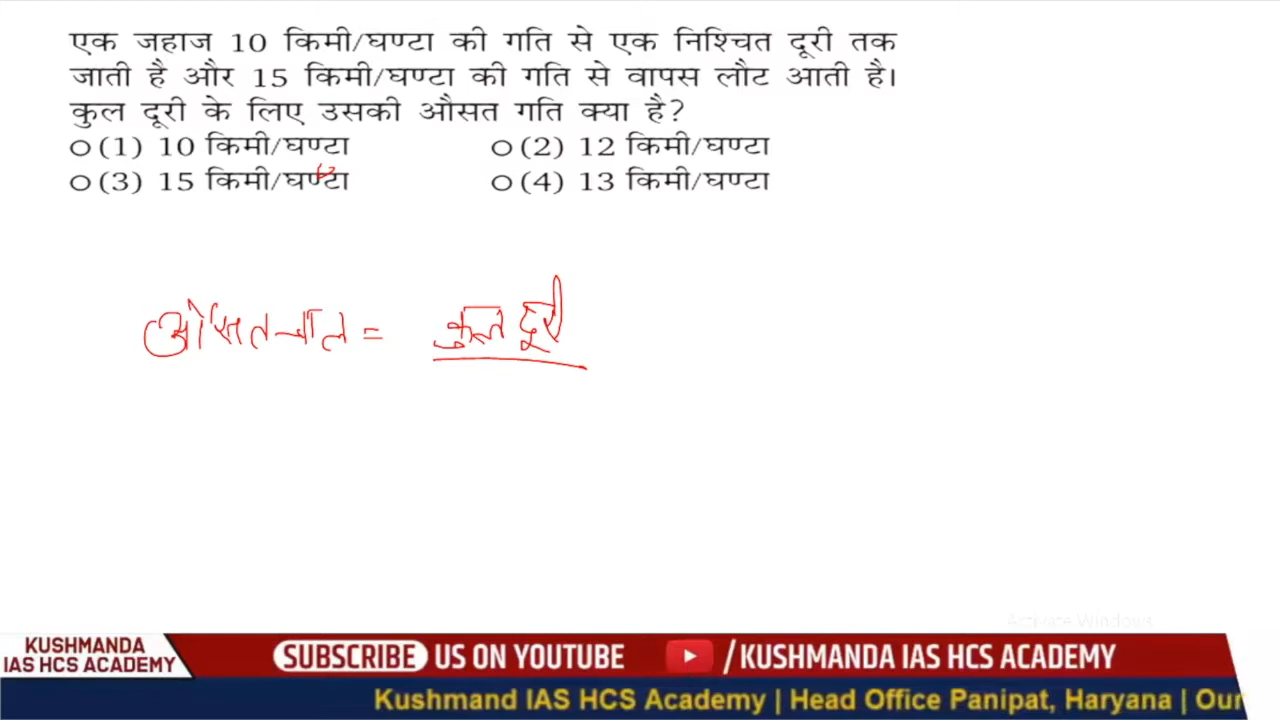 एक जहाज 10 किमी/घण्टा की गति से एक निश्चित दूरी तक
जाती है और 15 किमी/घण्टा की गति से वापस लौट आती है।
कुल दूरी के लिए उसकी औसत गति क्या है?
(1) 10 किमी/घण्टा (2) 12 किमी/घण्टा
(3) 15 किमी/घण्टा (4) 13 किमी/घण्टा
औसत चाल = कुल दूरी
Activate Windows
KUSHMANDA
IAS HCS ACADEMY
SUBSCRIBE US ON YOUTUBE /KUSHMANDA IAS HCS ACADEMY
Kushmand IAS HCS Academy | Head Office Panipat, Haryana | Our